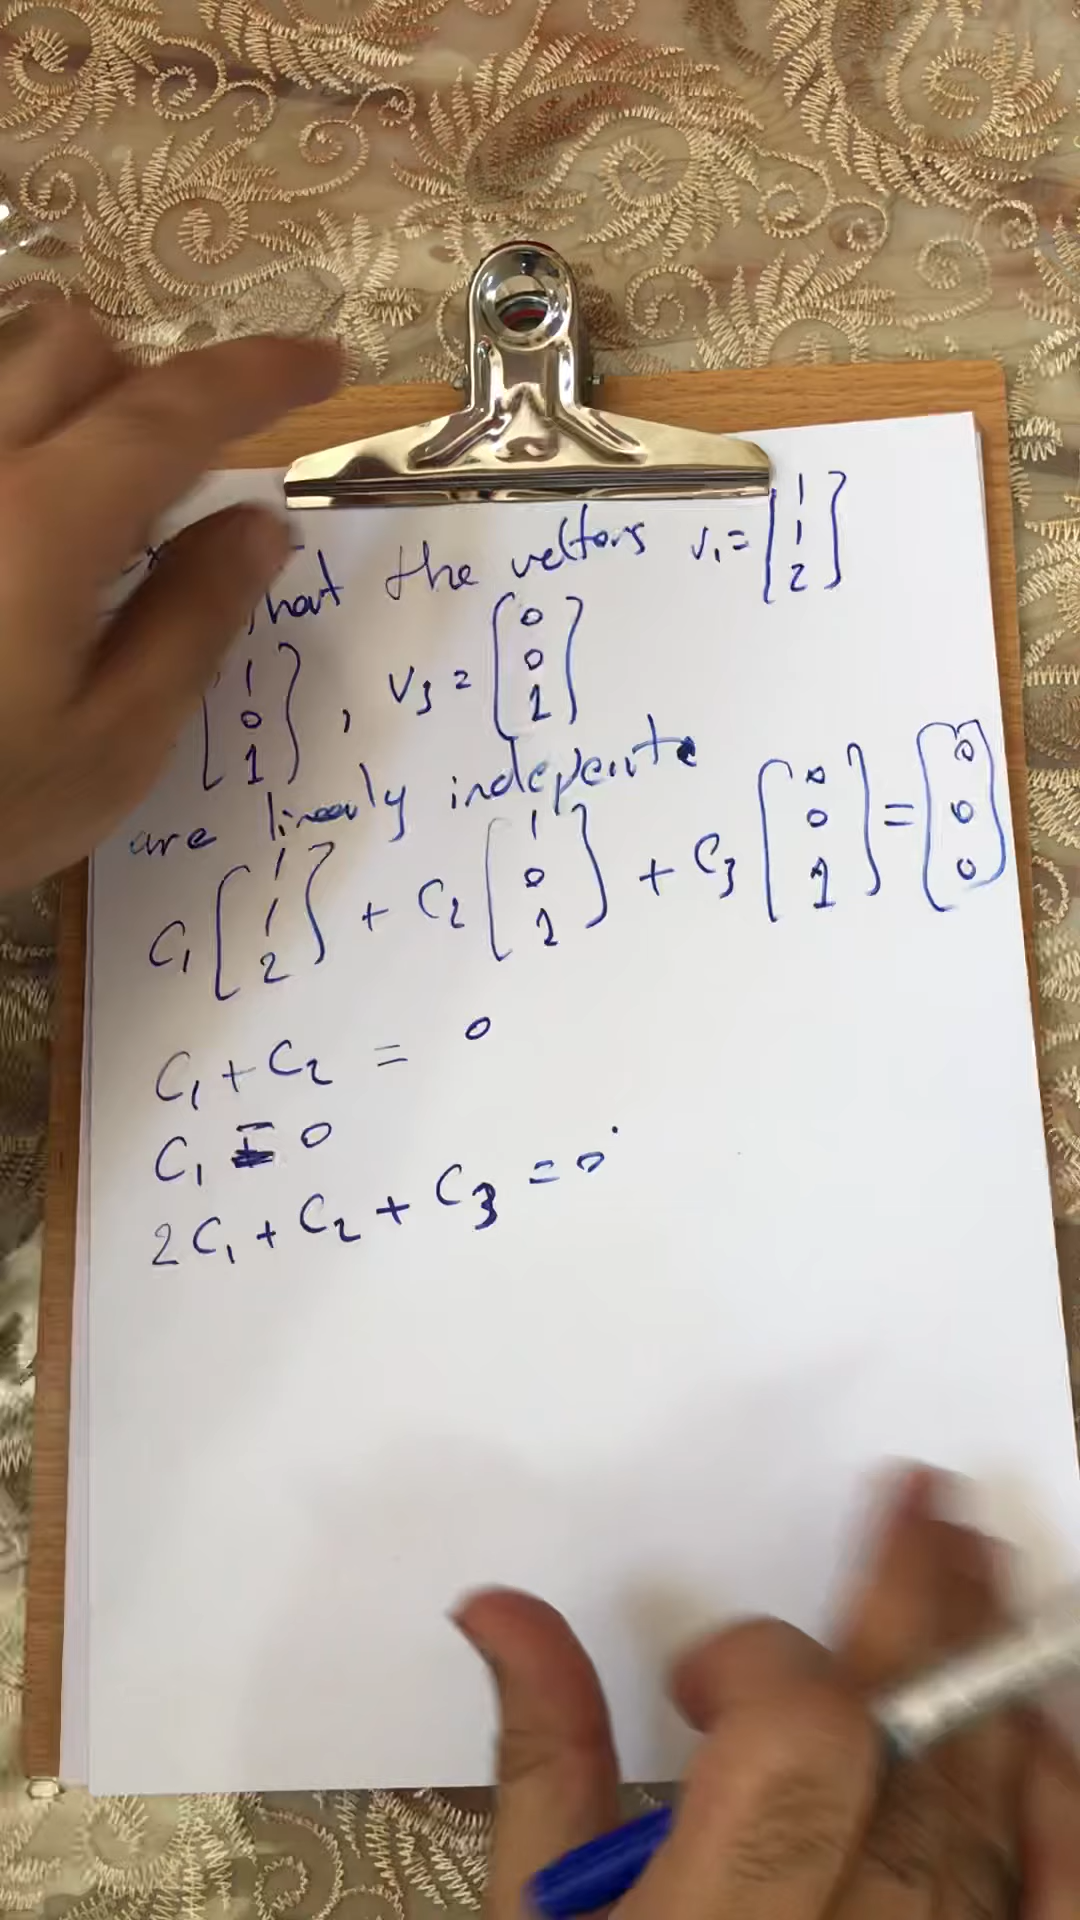 that the vectors v₁ = [1 1 2]
[1 0 1], v₃ = [0 0 1]
are linearly indepente
C₁ [1 1 2] + C₂ [1 0 1] + C₃ [0 0 1] = [0 0 0]
C₁ + C₂ = 0
C₁ = 0
2C₁ + C₂ + C₃ = 0